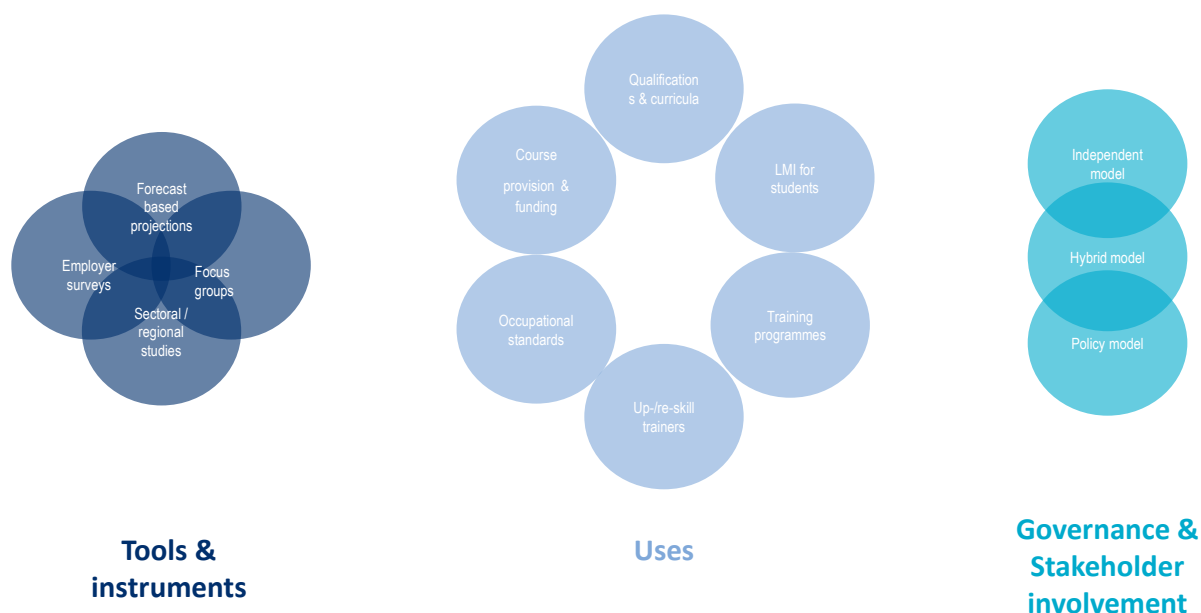 Forecast
based
projections
Employer
surveys
Focus
groups
Sectoral /
regional
studies
Tools &
instruments
Qualification
s & curricula
Course
provision & 
funding
LMI for
students
Occupational
standards
Training
programmes
Up-/re-skill
trainers
Uses
Independent
model
Hybrid model
Policy model
Governance &
Stakeholder
involvement